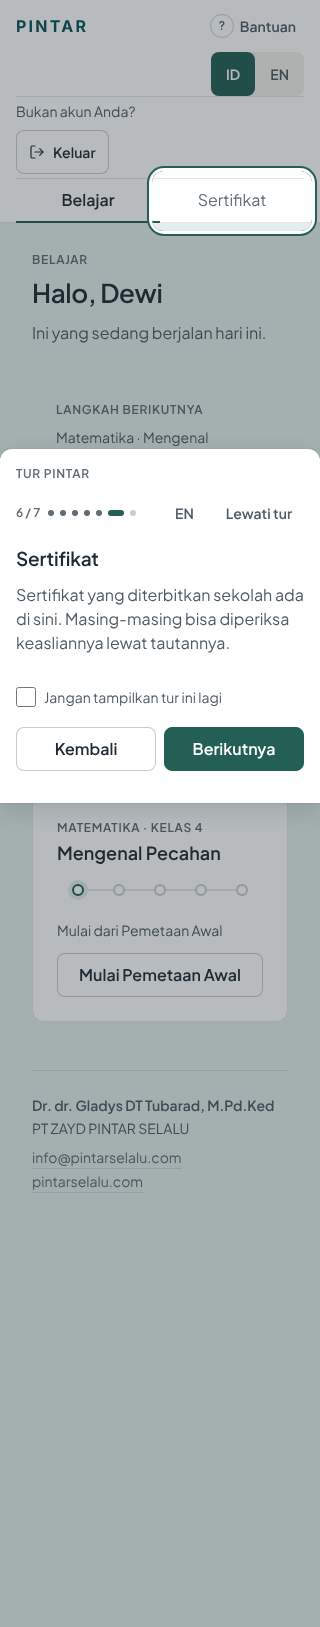 PINTAR
? Bantuan
ID EN
Bukan akun Anda?
Keluar
Belajar Sertifikat
BELAJAR
Halo, Dewi
Ini yang sedang berjalan hari ini.
LANGKAH BERIKUTNYA
Matematika · Mengenal
TUR PINTAR
6 / 7 EN Lewati tur
Sertifikat
Sertifikat yang diterbitkan sekolah ada
di sini. Masing-masing bisa diperiksa
keasliannya lewat tautannya.
Jangan tampilkan tur ini lagi
Kembali Berikutnya
MATEMATIKA · KELAS 4
Mengenal Pecahan
Mulai dari Pemetaan Awal
Mulai Pemetaan Awal
Dr. dr. Gladys DT Tubarad, M.Pd.Ked
PT ZAYD PINTAR SELALU
info@pintarselalu.com
pintarselalu.com